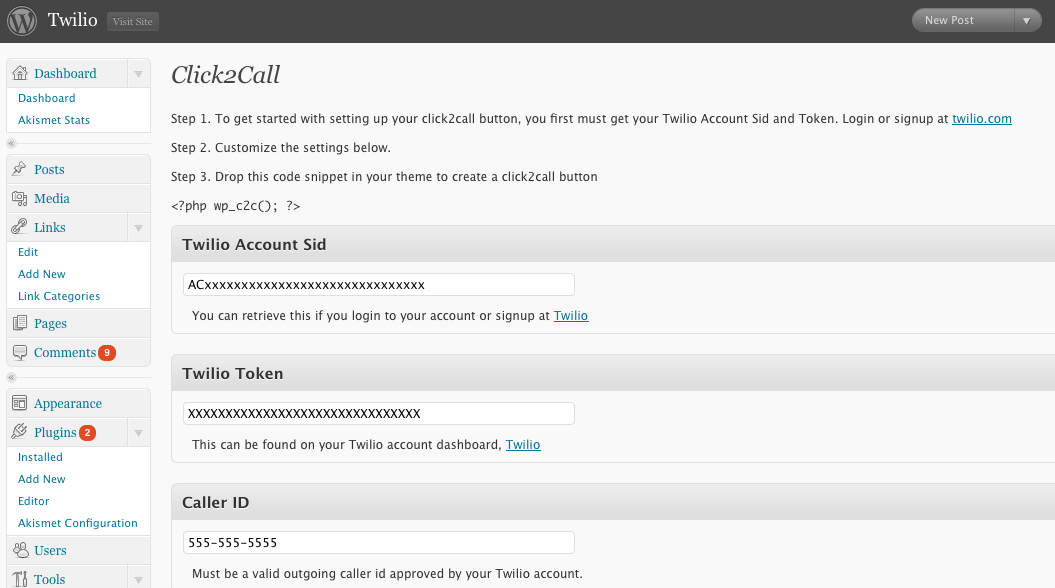 Twilio
Visit Site
New Post
Dashboard
Dashboard
Akismet Stats
Posts
Media
Links
Edit
Add New
Link Categories
Pages
Comments 9
Appearance
Plugins 2
Installed
Add New
Editor
Akismet Configuration
Users
Tools
Click2Call
Step 1. To get started with setting up your click2call button, you first must get your Twilio Account Sid and Token. Login or signup at twilio.com
Step 2. Customize the settings below.
Step 3. Drop this code snippet in your theme to create a click2call button
<?php wp_c2c(); ?>
Twilio Account Sid
ACxxxxxxxxxxxxxxxxxxxxxxxxxxxxxx
You can retrieve this if you login to your account or signup at Twilio
Twilio Token
XXXXXXXXXXXXXXXXXXXXXXXXXXXXXXX
This can be found on your Twilio account dashboard, Twilio
Caller ID
555-555-5555
Must be a valid outgoing caller id approved by your Twilio account.